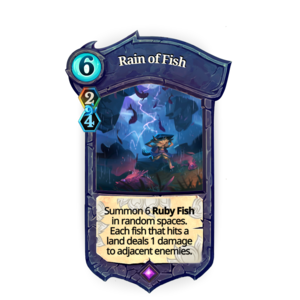 6
Rain of Fish
2
4
Summon 6 Ruby Fish
in random spaces.
Each fish that hits a
land deals 1 damage
to adjacent enemies.